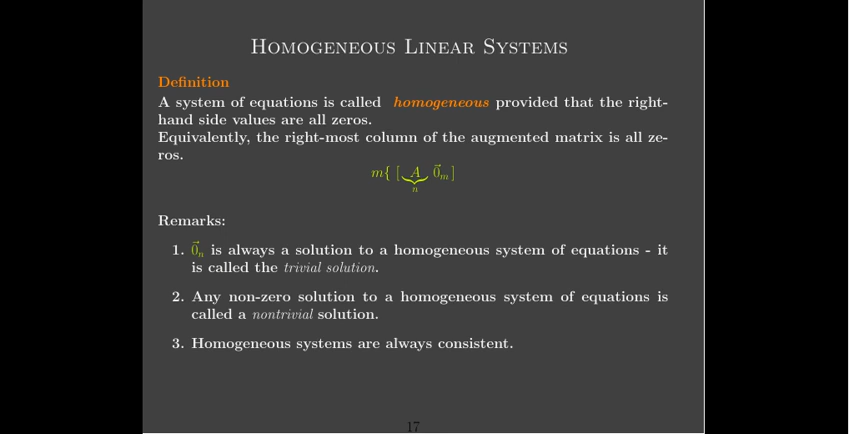 Homogeneous Linear Systems
Definition
A system of equations is called homogeneous provided that the right-
hand side values are all zeros.
Equivalently, the right-most column of the augmented matrix is all ze-
ros.
m{ [ A 0⃗ₘ ]
n
Remarks:
1. 0⃗ₙ is always a solution to a homogeneous system of equations - it
is called the trivial solution.
2. Any non-zero solution to a homogeneous system of equations is
called a nontrivial solution.
3. Homogeneous systems are always consistent.
17